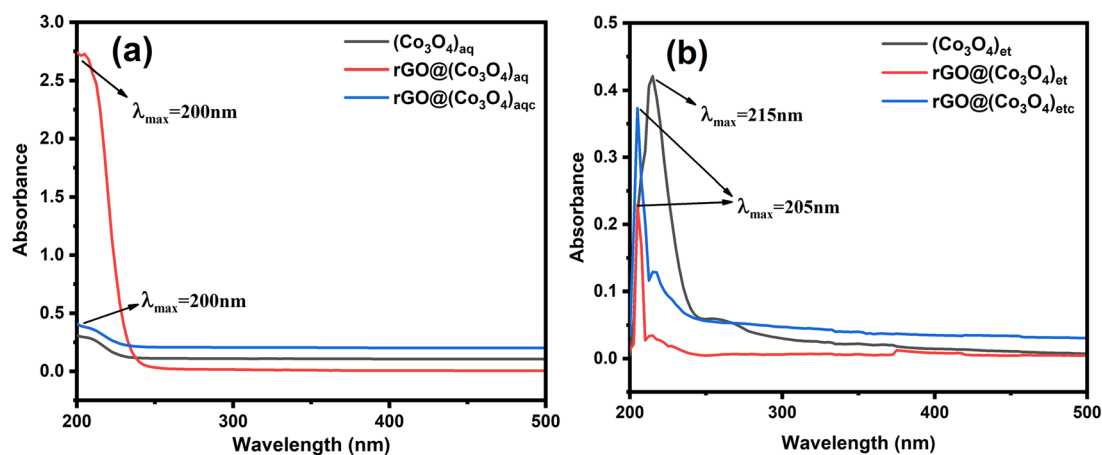 (a)
(Co₃O₄)aq
rGO@(Co₃O₄)aq
rGO@(Co₃O₄)aqc
λmax=200nm
λmax=200nm
Absorbance
3.0
2.5
2.0
1.5
1.0
0.5
0.0
200
300
400
500
Wavelength (nm)
(b)
(Co₃O₄)et
rGO@(Co₃O₄)et
rGO@(Co₃O₄)etc
λmax=215nm
λmax=205nm
Absorbance
0.5
0.4
0.3
0.2
0.1
0.0
200
300
400
500
Wavelength (nm)